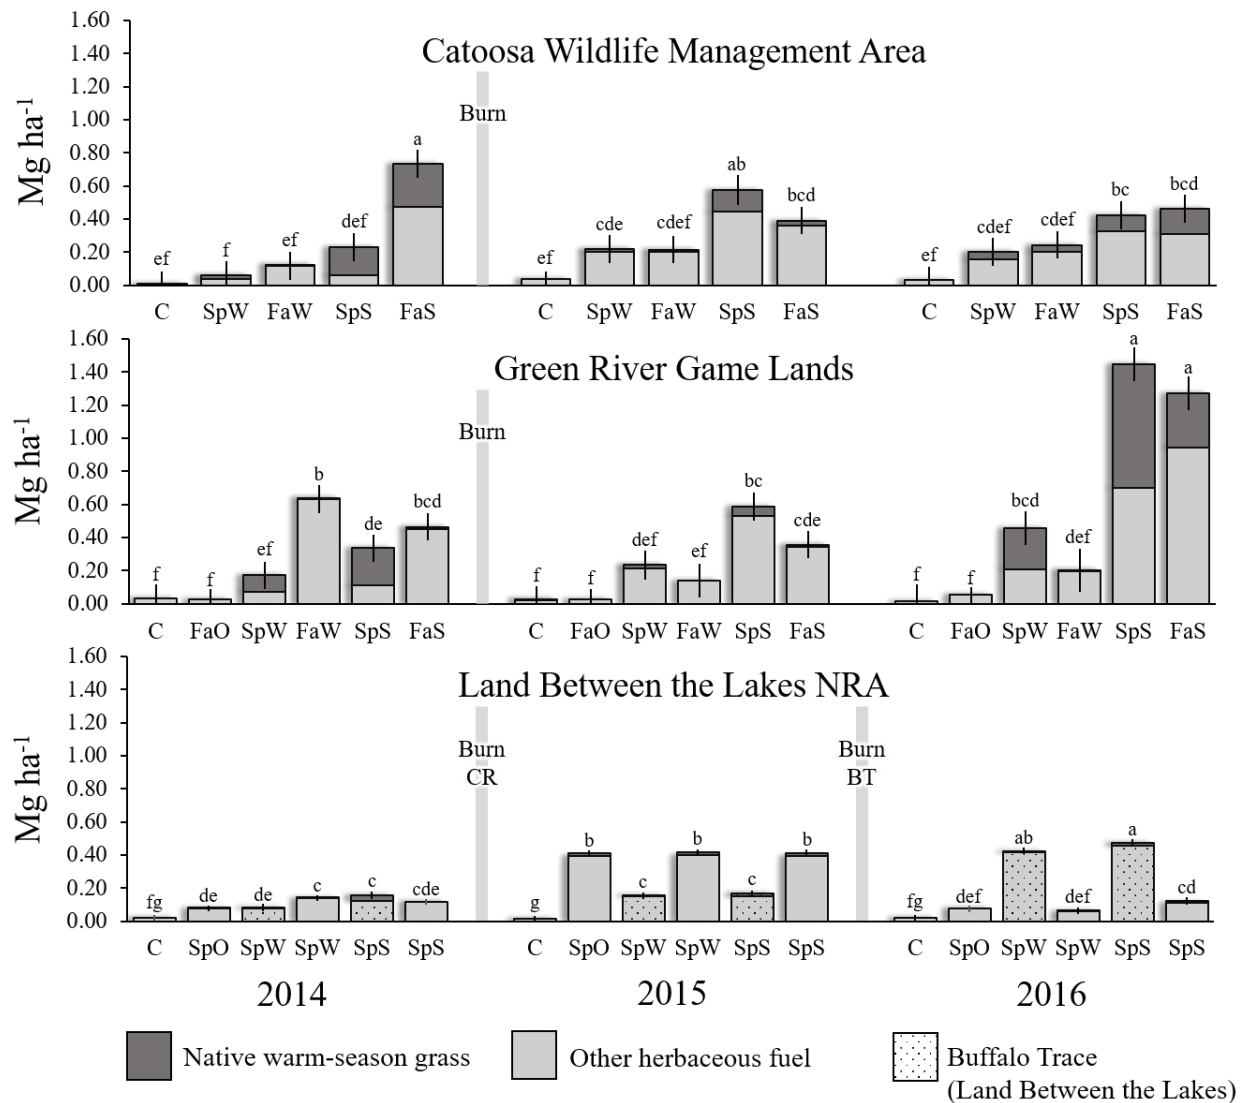 Catoosa Wildlife Management Area
Mg ha-1
1.60
1.40
1.20
1.00
0.80
0.60
0.40
0.20
0.00
Burn
ef f ef def a
ef cde cdef ab bcd
ef cdef cdef bc bcd
C SpW FaW SpS FaS
C SpW FaW SpS FaS
C SpW FaW SpS FaS
Green River Game Lands
Mg ha-1
1.60
1.40
1.20
1.00
0.80
0.60
0.40
0.20
0.00
Burn
f f ef b de bcd
f f def ef bc cde
f f bcd def a a
C FaO SpW FaW SpS FaS
C FaO SpW FaW SpS FaS
C FaO SpW FaW SpS FaS
Land Between the Lakes NRA
Mg ha-1
1.60
1.40
1.20
1.00
0.80
0.60
0.40
0.20
0.00
Burn
CR
Burn
BT
fg de de c c cde
g b c b c b
fg def ab def a cd
C SpO SpW SpW SpS SpS
C SpO SpW SpW SpS SpS
C SpO SpW SpW SpS SpS
2014 2015 2016
Native warm-season grass
Other herbaceous fuel
Buffalo Trace
(Land Between the Lakes)